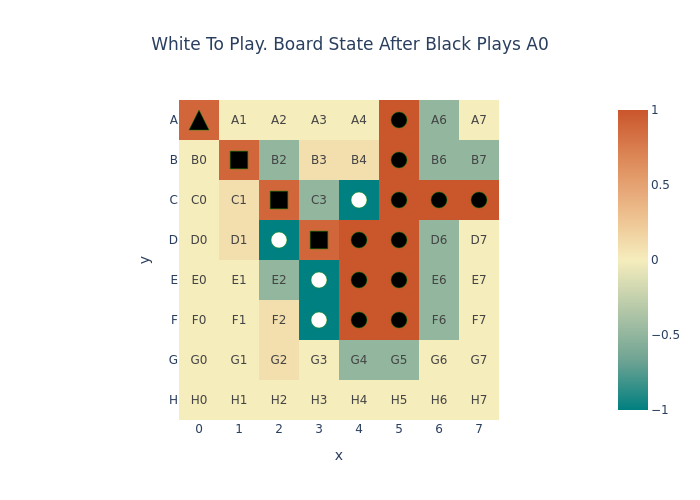 White To Play. Board State After Black Plays A0
A A1 A2 A3 A4 A6 A7
B B0 B2 B3 B4 B6 B7
C C0 C1 C3
D D0 D1 D6 D7
E E0 E1 E2 E6 E7
F F0 F1 F2 F6 F7
G G0 G1 G2 G3 G4 G5 G6 G7
H H0 H1 H2 H3 H4 H5 H6 H7
0 1 2 3 4 5 6 7
x
y
1
0.5
0
−0.5
−1